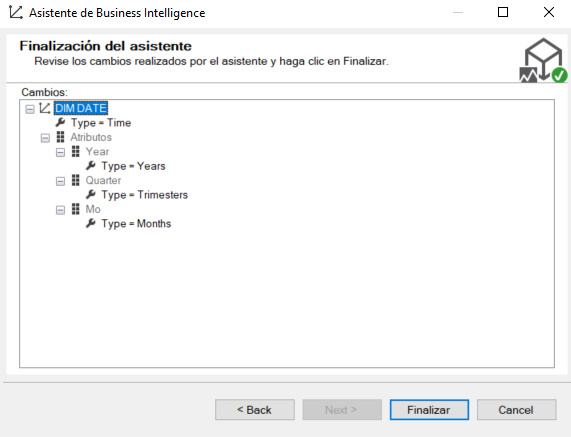 Asistente de Business Intelligence
Finalización del asistente
Revise los cambios realizados por el asistente y haga clic en Finalizar.
Cambios:
DIM DATE
Type = Time
Atributos
Year
Type = Years
Quarter
Type = Trimesters
Mo
Type = Months
< Back
Next >
Finalizar
Cancel